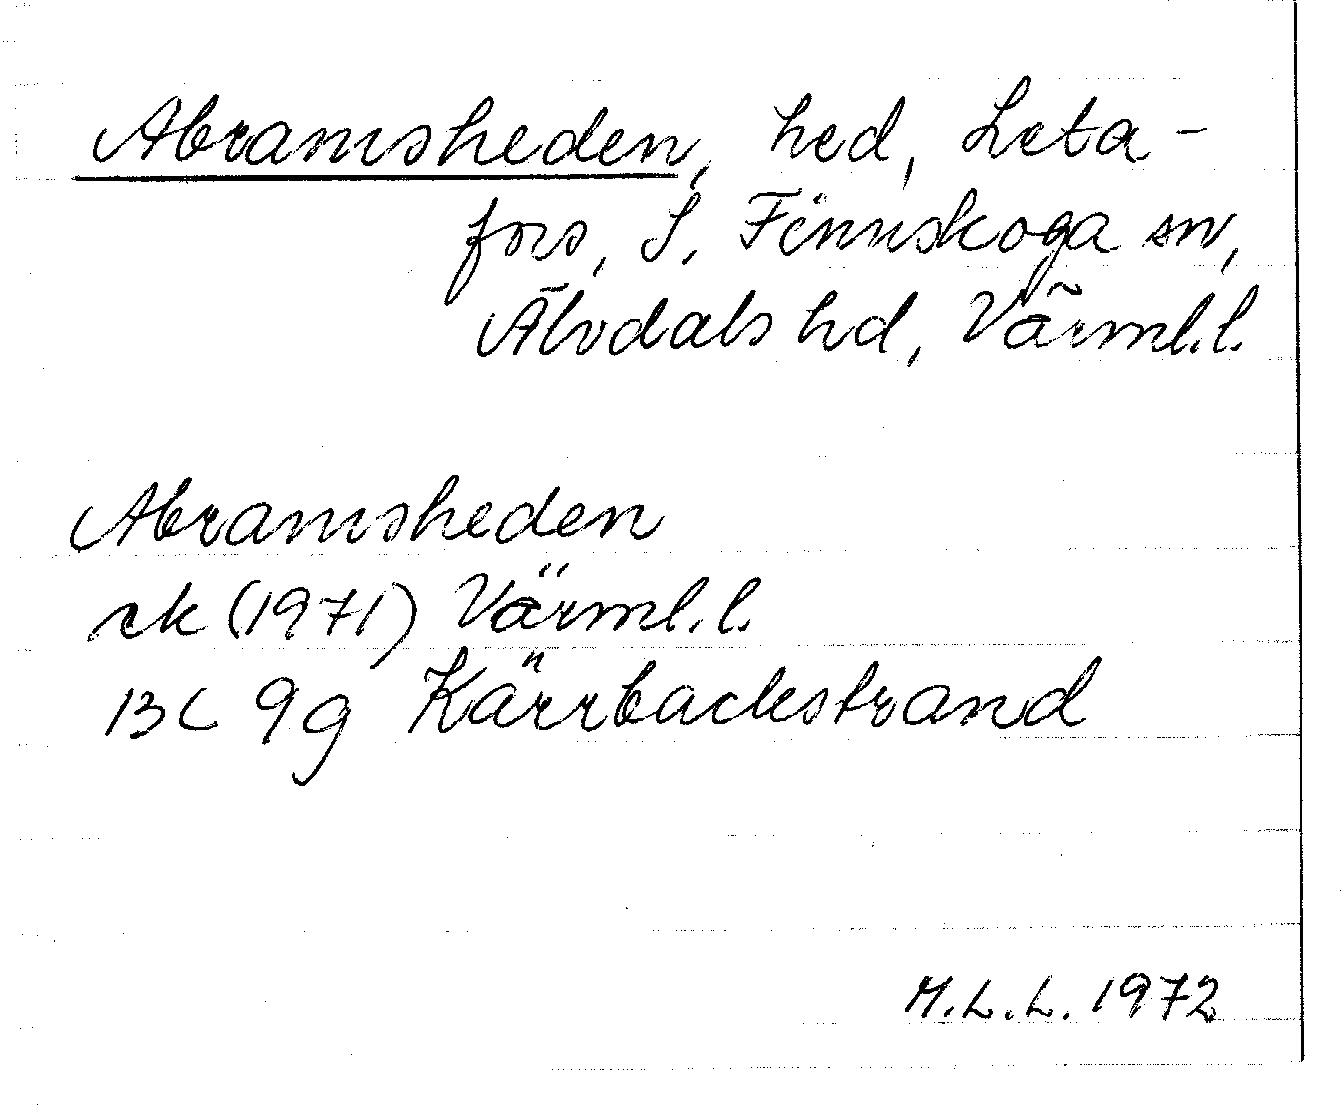 Abramsheden, hed, Leta-
fors, S. Finnskoga sn,
Älvdals hd, Värml.l.
Abramsheden
ek (1971) Värml.l.
13C 9g Kärrbackstrand
M.L.L. 1972